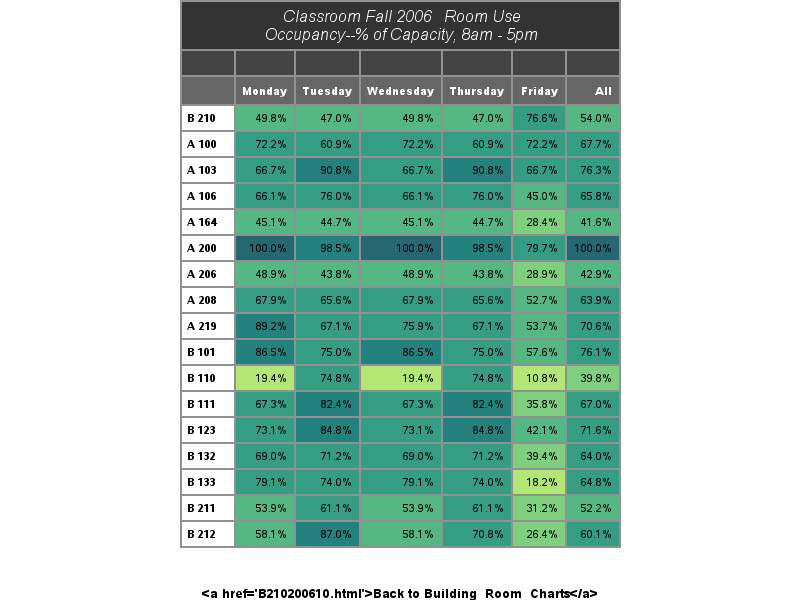 Classroom Fall 2006 Room Use
Occupancy--% of Capacity, 8am - 5pm
Monday Tuesday Wednesday Thursday Friday All
B 210 49.8% 47.0% 49.8% 47.0% 76.6% 54.0%
A 100 72.2% 60.9% 72.2% 60.9% 72.2% 67.7%
A 103 66.7% 90.8% 66.7% 90.8% 66.7% 76.3%
A 106 66.1% 76.0% 66.1% 76.0% 45.0% 65.8%
A 164 45.1% 44.7% 45.1% 44.7% 28.4% 41.6%
A 200 100.0% 98.5% 100.0% 98.5% 79.7% 100.0%
A 206 48.9% 43.8% 48.9% 43.8% 28.9% 42.9%
A 208 67.9% 65.6% 67.9% 65.6% 52.7% 63.9%
A 219 89.2% 67.1% 75.9% 67.1% 53.7% 70.6%
B 101 86.5% 75.0% 86.5% 75.0% 57.6% 76.1%
B 110 19.4% 74.8% 19.4% 74.8% 10.8% 39.8%
B 111 67.3% 82.4% 67.3% 82.4% 35.8% 67.0%
B 123 73.1% 84.8% 73.1% 84.8% 42.1% 71.6%
B 132 69.0% 71.2% 69.0% 71.2% 39.4% 64.0%
B 133 79.1% 74.0% 79.1% 74.0% 18.2% 64.8%
B 211 53.9% 61.1% 53.9% 61.1% 31.2% 52.2%
B 212 58.1% 87.0% 58.1% 70.8% 26.4% 60.1%
<a href='B210200610.html'>Back to Building Room Charts</a>